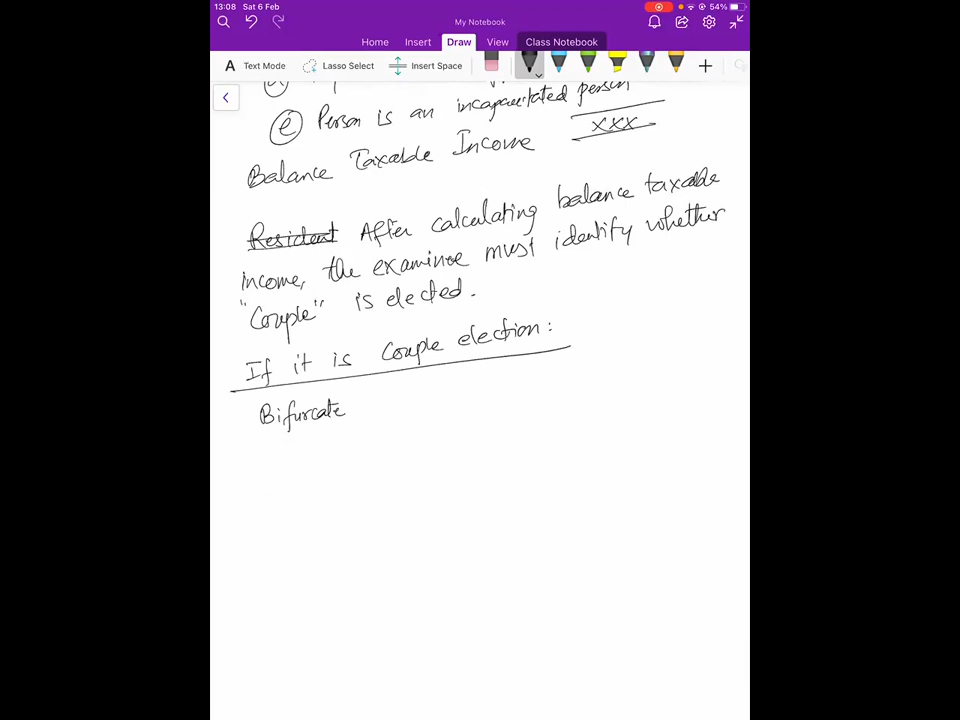 13:08 Sat 6 Feb
54%
My Notebook
Home Insert Draw View Class Notebook
A Text Mode Lasso Select Insert Space
e Person is an incapacitated person
Balance Taxable Income xxx
Resident After calculating balance taxable
income, the examinee must identify whether
"Couple" is elected.
If it is Couple election:
Bifurcate